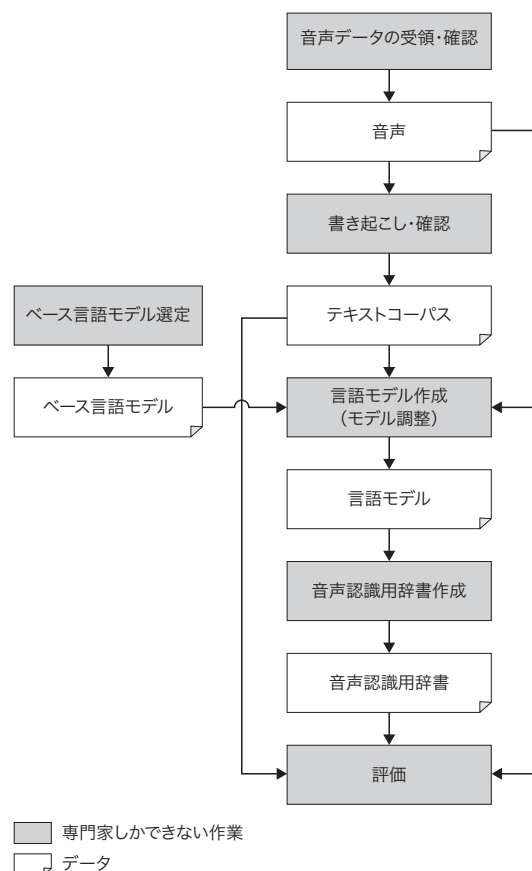 音声データの受領・確認
音声
書き起こし・確認
ベース言語モデル選定
テキストコーパス
ベース言語モデル
言語モデル作成
（モデル調整）
言語モデル
音声認識用辞書作成
音声認識用辞書
評価
専門家しかできない作業
データ